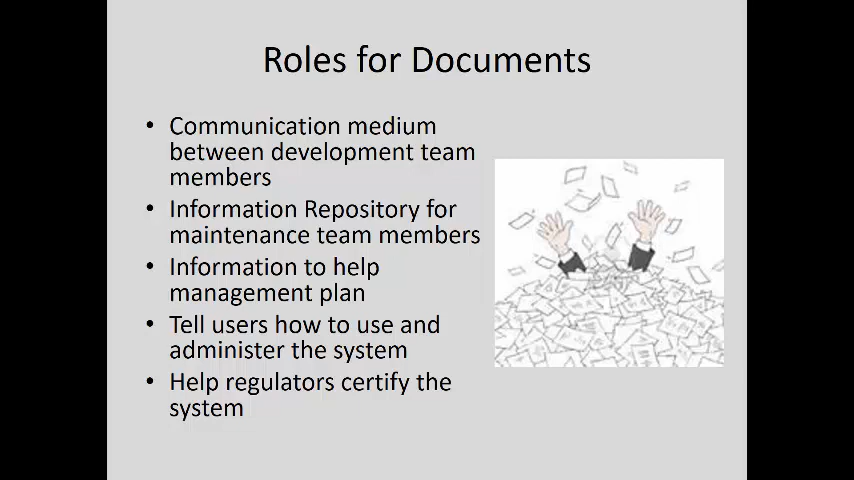 Roles for Documents
• Communication medium
between development team
members
• Information Repository for
maintenance team members
• Information to help
management plan
• Tell users how to use and
administer the system
• Help regulators certify the
system